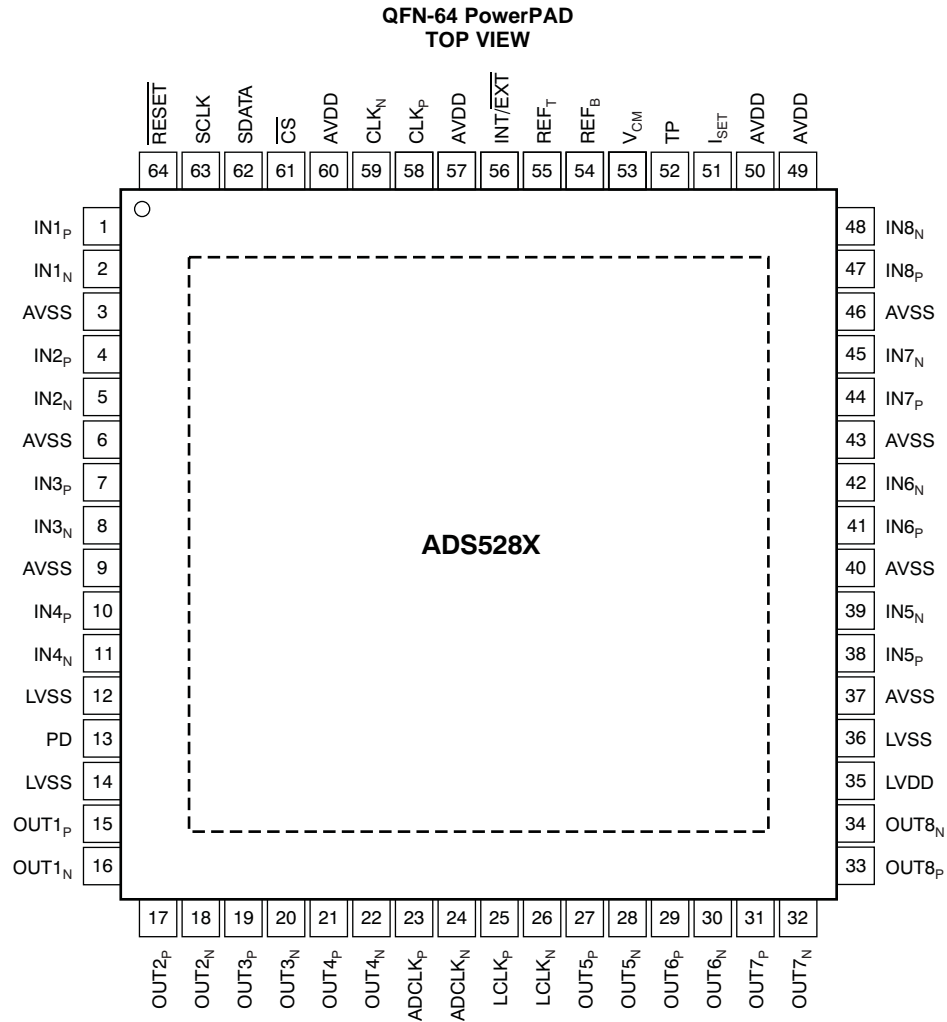 QFN-64 PowerPAD
TOP VIEW
RESET
SCLK
SDATA
CS
AVDD
CLKN
CLKP
AVDD
INT/EXT
REFT
REFB
VCM
TP
ISET
AVDD
AVDD
64 63 62 61 60 59 58 57 56 55 54 53 52 51 50 49
IN1P 1
IN1N 2
AVSS 3
IN2P 4
IN2N 5
AVSS 6
IN3P 7
IN3N 8
AVSS 9
IN4P 10
IN4N 11
LVSS 12
PD 13
LVSS 14
OUT1P 15
OUT1N 16
ADS528X
48 IN8N
47 IN8P
46 AVSS
45 IN7N
44 IN7P
43 AVSS
42 IN6N
41 IN6P
40 AVSS
39 IN5N
38 IN5P
37 AVSS
36 LVSS
35 LVDD
34 OUT8N
33 OUT8P
17 18 19 20 21 22 23 24 25 26 27 28 29 30 31 32
OUT2P
OUT2N
OUT3P
OUT3N
OUT4P
OUT4N
ADCLKP
ADCLKN
LCLKP
LCLKN
OUT5P
OUT5N
OUT6P
OUT6N
OUT7P
OUT7N